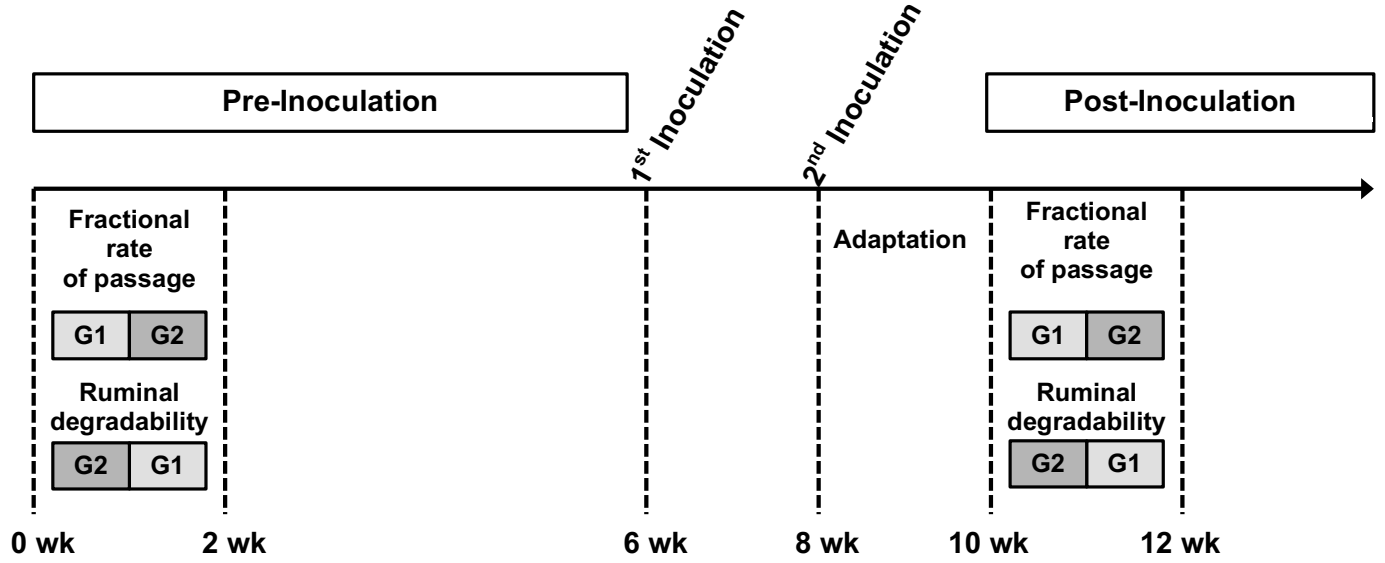 Pre-Inoculation
1st Inoculation
2nd Inoculation
Post-Inoculation
Fractional
rate
of passage
G1 G2
Ruminal
degradability
G2 G1
Adaptation
Fractional
rate
of passage
G1 G2
Ruminal
degradability
G2 G1
0 wk 2 wk 6 wk 8 wk 10 wk 12 wk